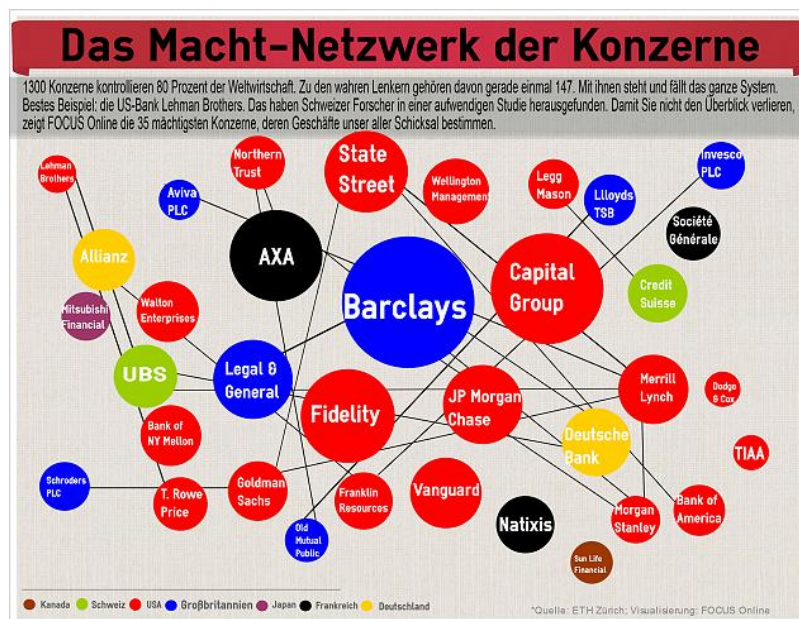 Das Macht-Netzwerk der Konzerne
1300 Konzerne kontrollieren 80 Prozent der Weltwirtschaft. Zu den wahren Lenkern gehören davon gerade einmal 147. Mit ihnen steht und fällt das ganze System.
Bestes Beispiel: die US-Bank Lehman Brothers. Das haben Schweizer Forscher in einer aufwendigen Studie herausgefunden. Damit Sie nicht den Überblick verlieren,
zeigt FOCUS Online die 35 mächtigsten Konzerne, deren Geschäfte unser aller Schicksal bestimmen.
Lehman
Brothers
Northern
Trust
State
Street
Aviva
PLC
Wellington
Management
Legg
Mason
Llloyds
TSB
Invesco
PLC
Société
Générale
Allianz
AXA
Barclays
Capital
Group
Credit
Suisse
Mitsubishi
Financial
Walton
Enterprises
UBS
Legal &
General
Fidelity
JP Morgan
Chase
Merrill
Lynch
Dodge
& Cox
Bank of
NY Mellon
Deutsche
Bank
TIAA
Schroders
PLC
T. Rowe
Price
Goldman
Sachs
Franklin
Resources
Vanguard
Natixis
Morgan
Stanley
Bank of
America
Old
Mutual
Public
Sun Life
Financial
Kanada Schweiz USA Großbritannien Japan Frankreich Deutschland
*Quelle: ETH Zürich; Visualisierung: FOCUS Online